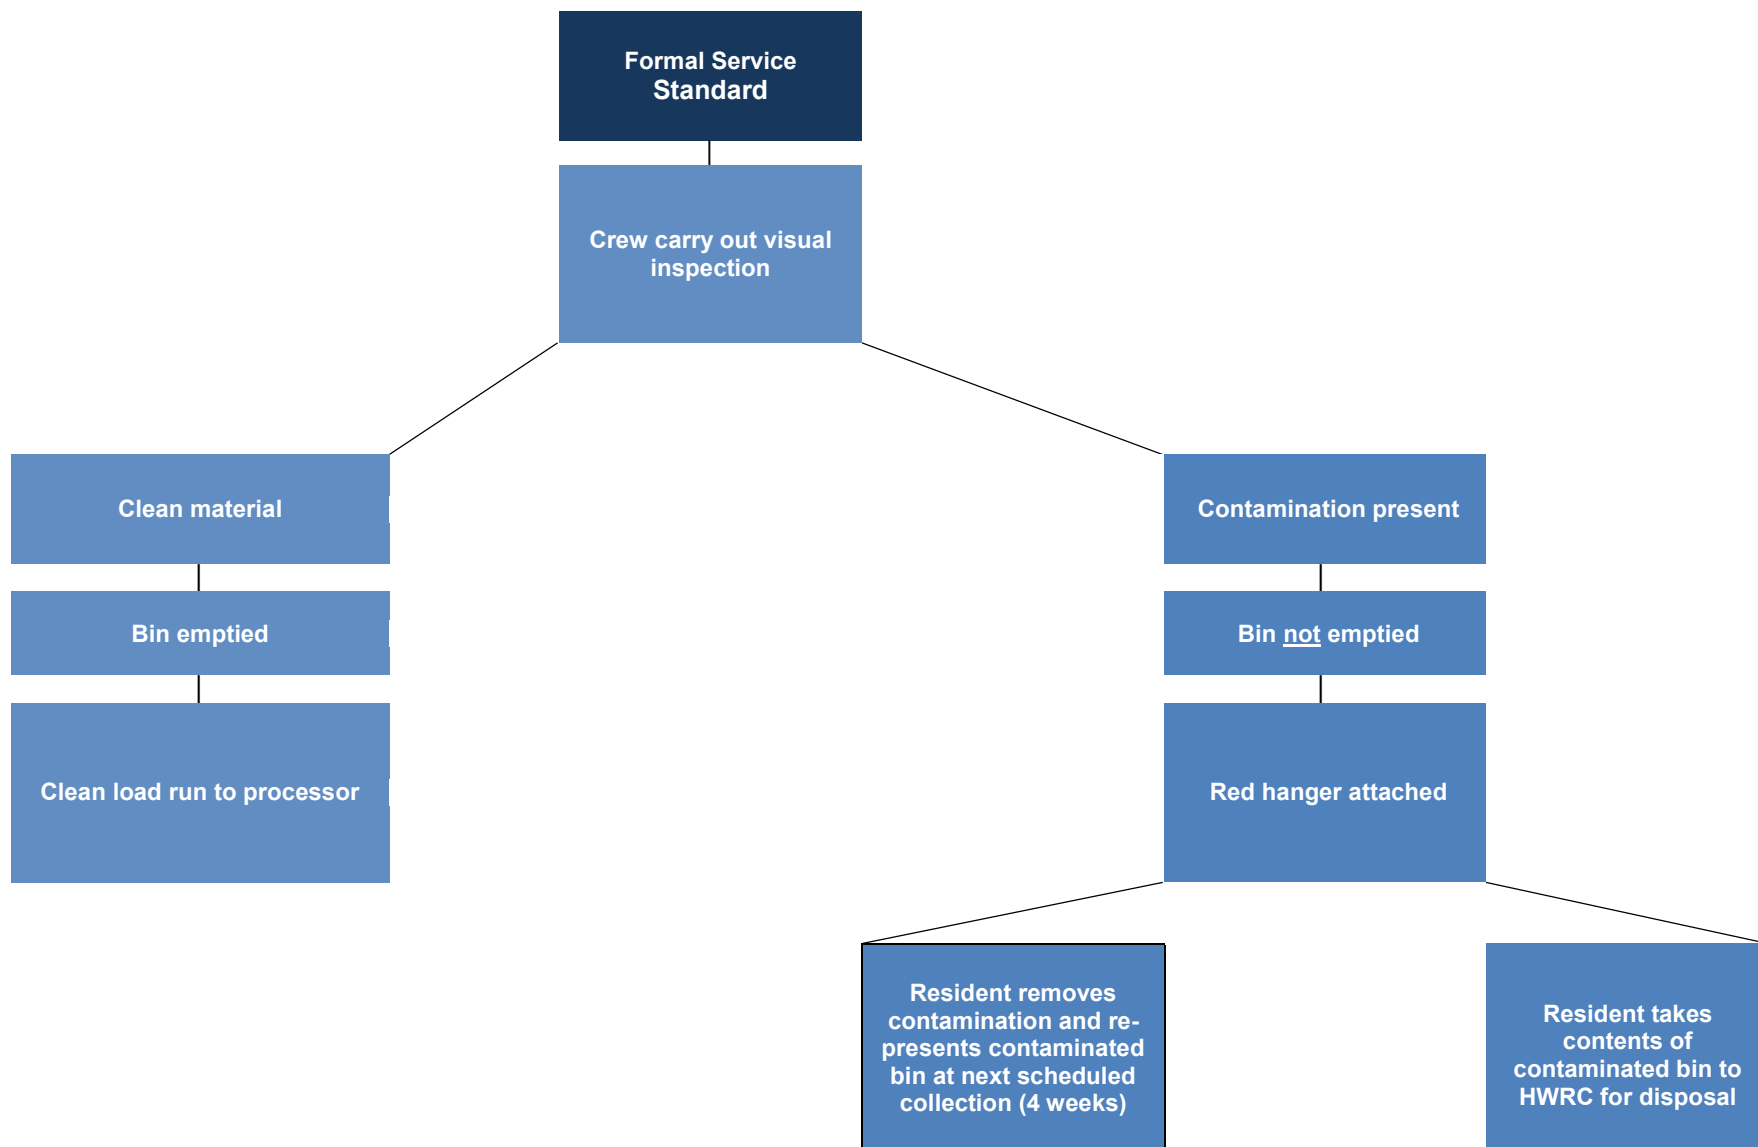 Formal Service
Standard
Crew carry out visual
inspection
Clean material
Contamination present
Bin emptied
Bin not emptied
Clean load run to processor
Red hanger attached
Resident removes
contamination and re-
presents contaminated
bin at next scheduled
collection (4 weeks)
Resident takes
contents of
contaminated bin to
HWRC for disposal